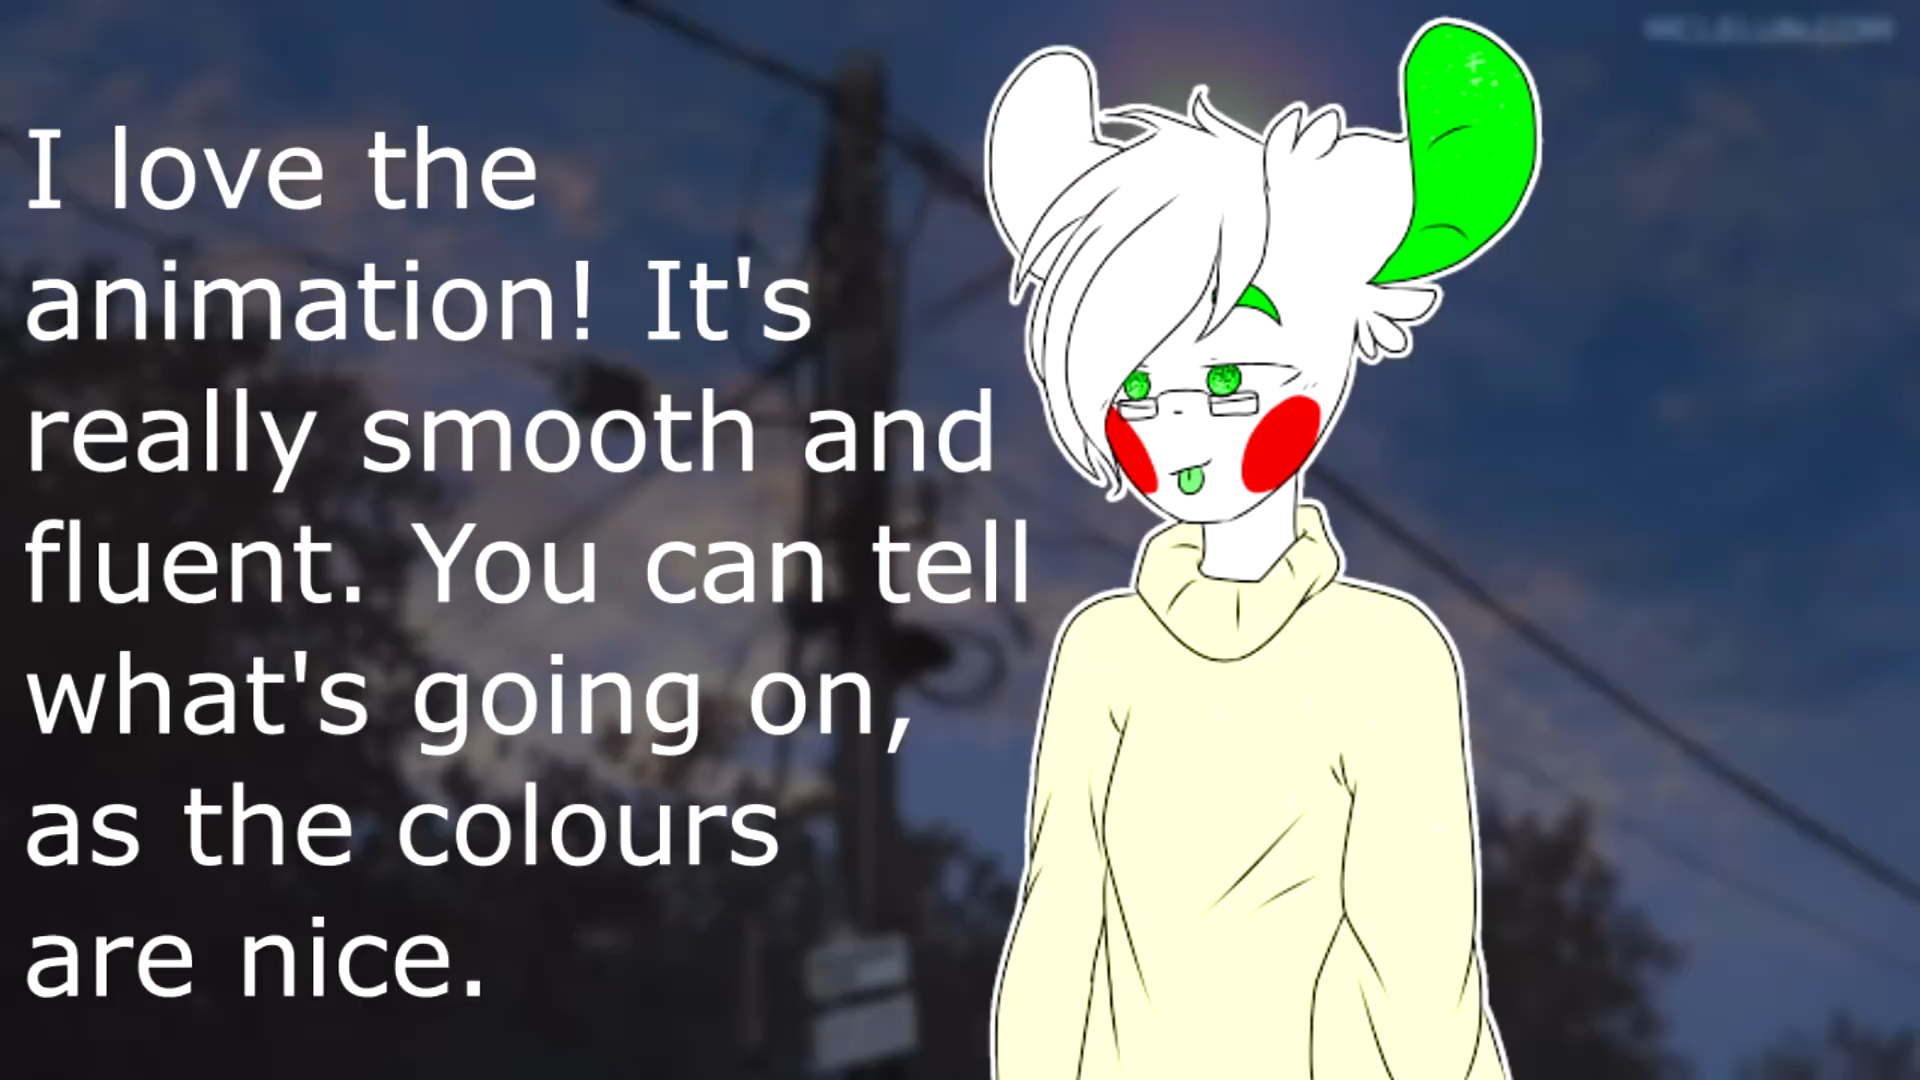 I love the
animation! It's
really smooth and
fluent. You can tell
what's going on,
as the colours
are nice.